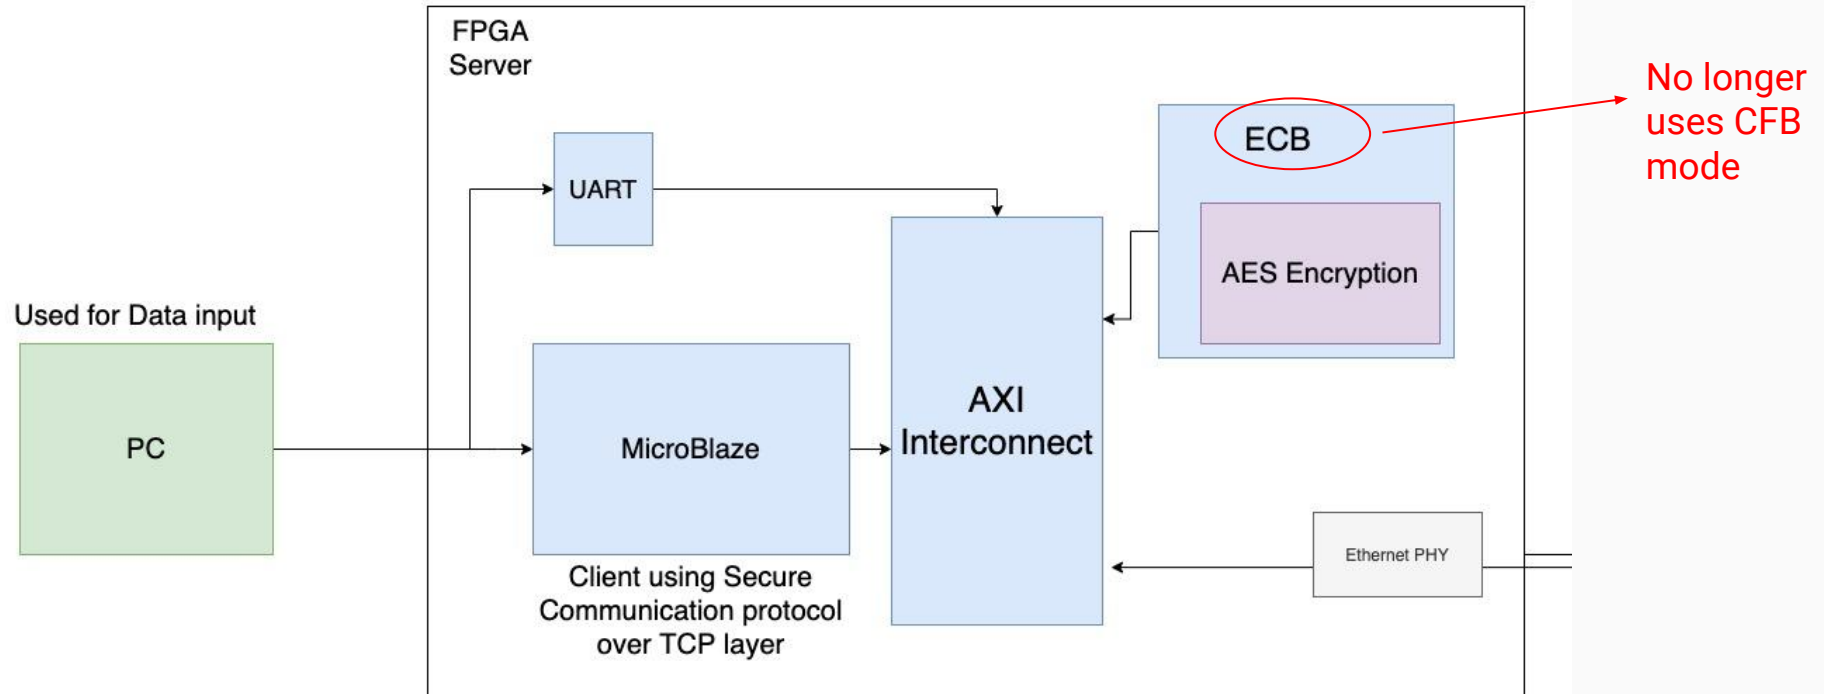 FPGA
Server
No longer
uses CFB
mode
ECB
UART
AES Encryption
Used for Data input
PC
MicroBlaze
AXI
Interconnect
Ethernet PHY
Client using Secure
Communication protocol
over TCP layer